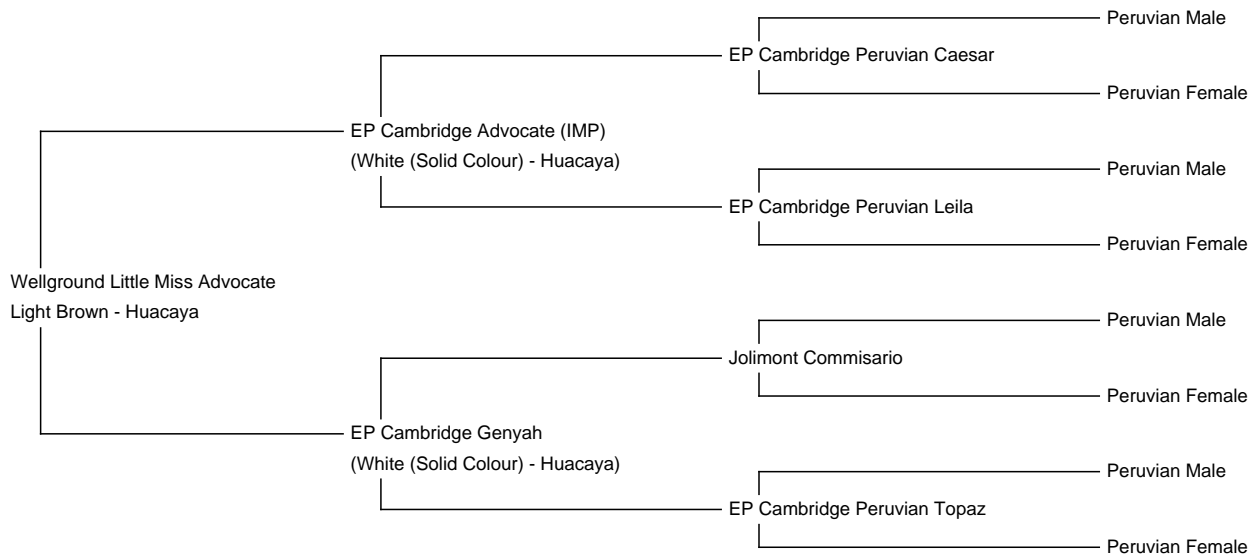 Peruvian Male
EP Cambridge Peruvian Caesar
Peruvian Female
EP Cambridge Advocate (IMP)
(White (Solid Colour) - Huacaya)
Peruvian Male
EP Cambridge Peruvian Leila
Peruvian Female
Wellground Little Miss Advocate
Light Brown - Huacaya
Peruvian Male
Jolimont Commisario
Peruvian Female
EP Cambridge Genyah
(White (Solid Colour) - Huacaya)
Peruvian Male
EP Cambridge Peruvian Topaz
Peruvian Female